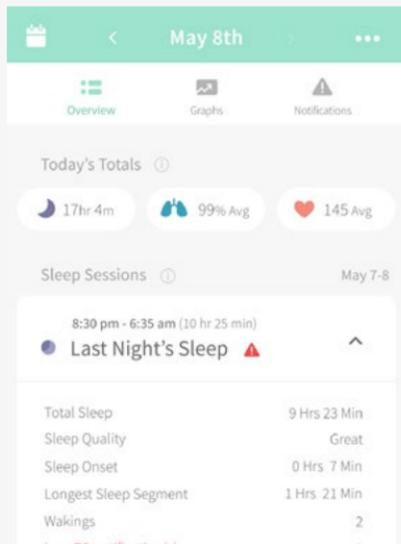 May 8th
Overview Graphs Notifications
Today's Totals
17hr 4m 99% Avg 145 Avg
Sleep Sessions May 7-8
8:30 pm - 6:35 am (10 hr 25 min)
Last Night's Sleep
Total Sleep 9 Hrs 23 Min
Sleep Quality Great
Sleep Onset 0 Hrs 7 Min
Longest Sleep Segment 1 Hrs 21 Min
Wakings 2